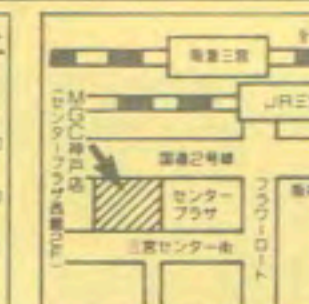 阪急三宮
JR三
MGC神戸店
(センタープラザ西館2F)
国道2号線
センター
プラザ
フラワーロード
三宮センター街